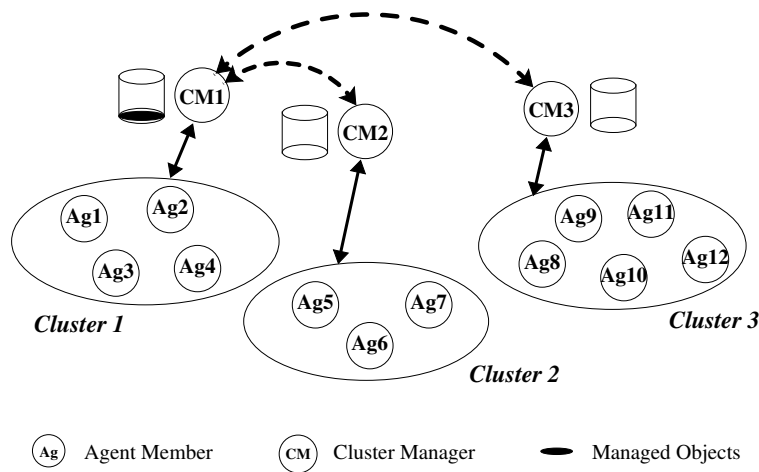 CM1
CM2
CM3
Ag1
Ag2
Ag3
Ag4
Cluster 1
Ag5
Ag7
Ag6
Cluster 2
Ag9
Ag11
Ag8
Ag10
Ag12
Cluster 3
Ag Agent Member
CM Cluster Manager
Managed Objects